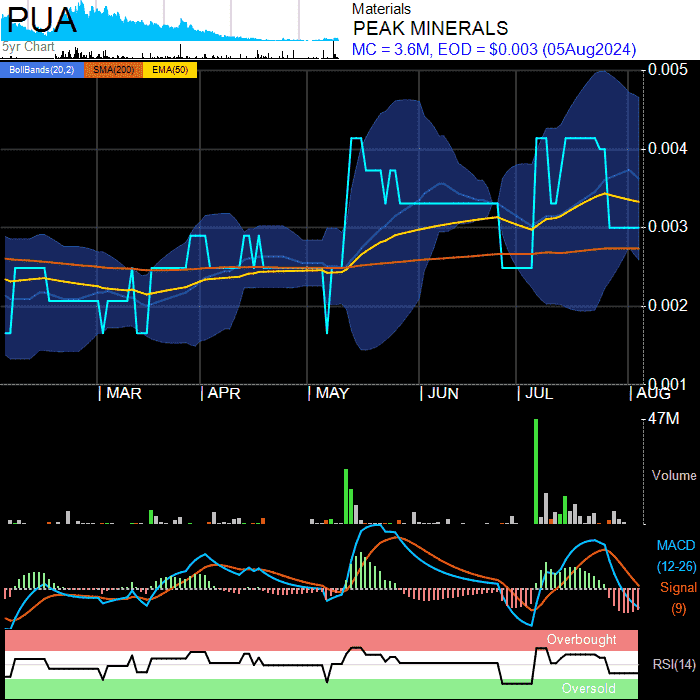 PUA
5yr Chart
Materials
PEAK MINERALS
MC = 3.6M, EOD = $0.003 (05Aug2024)
BollBands(20,2) SMA(200) EMA(50)
0.005
0.004
0.003
0.002
0.001
| MAR | APR | MAY | JUN | JUL | AUG
47M
Volume
MACD
(12-26)
Signal
(9)
Overbought
RSI(14)
Oversold